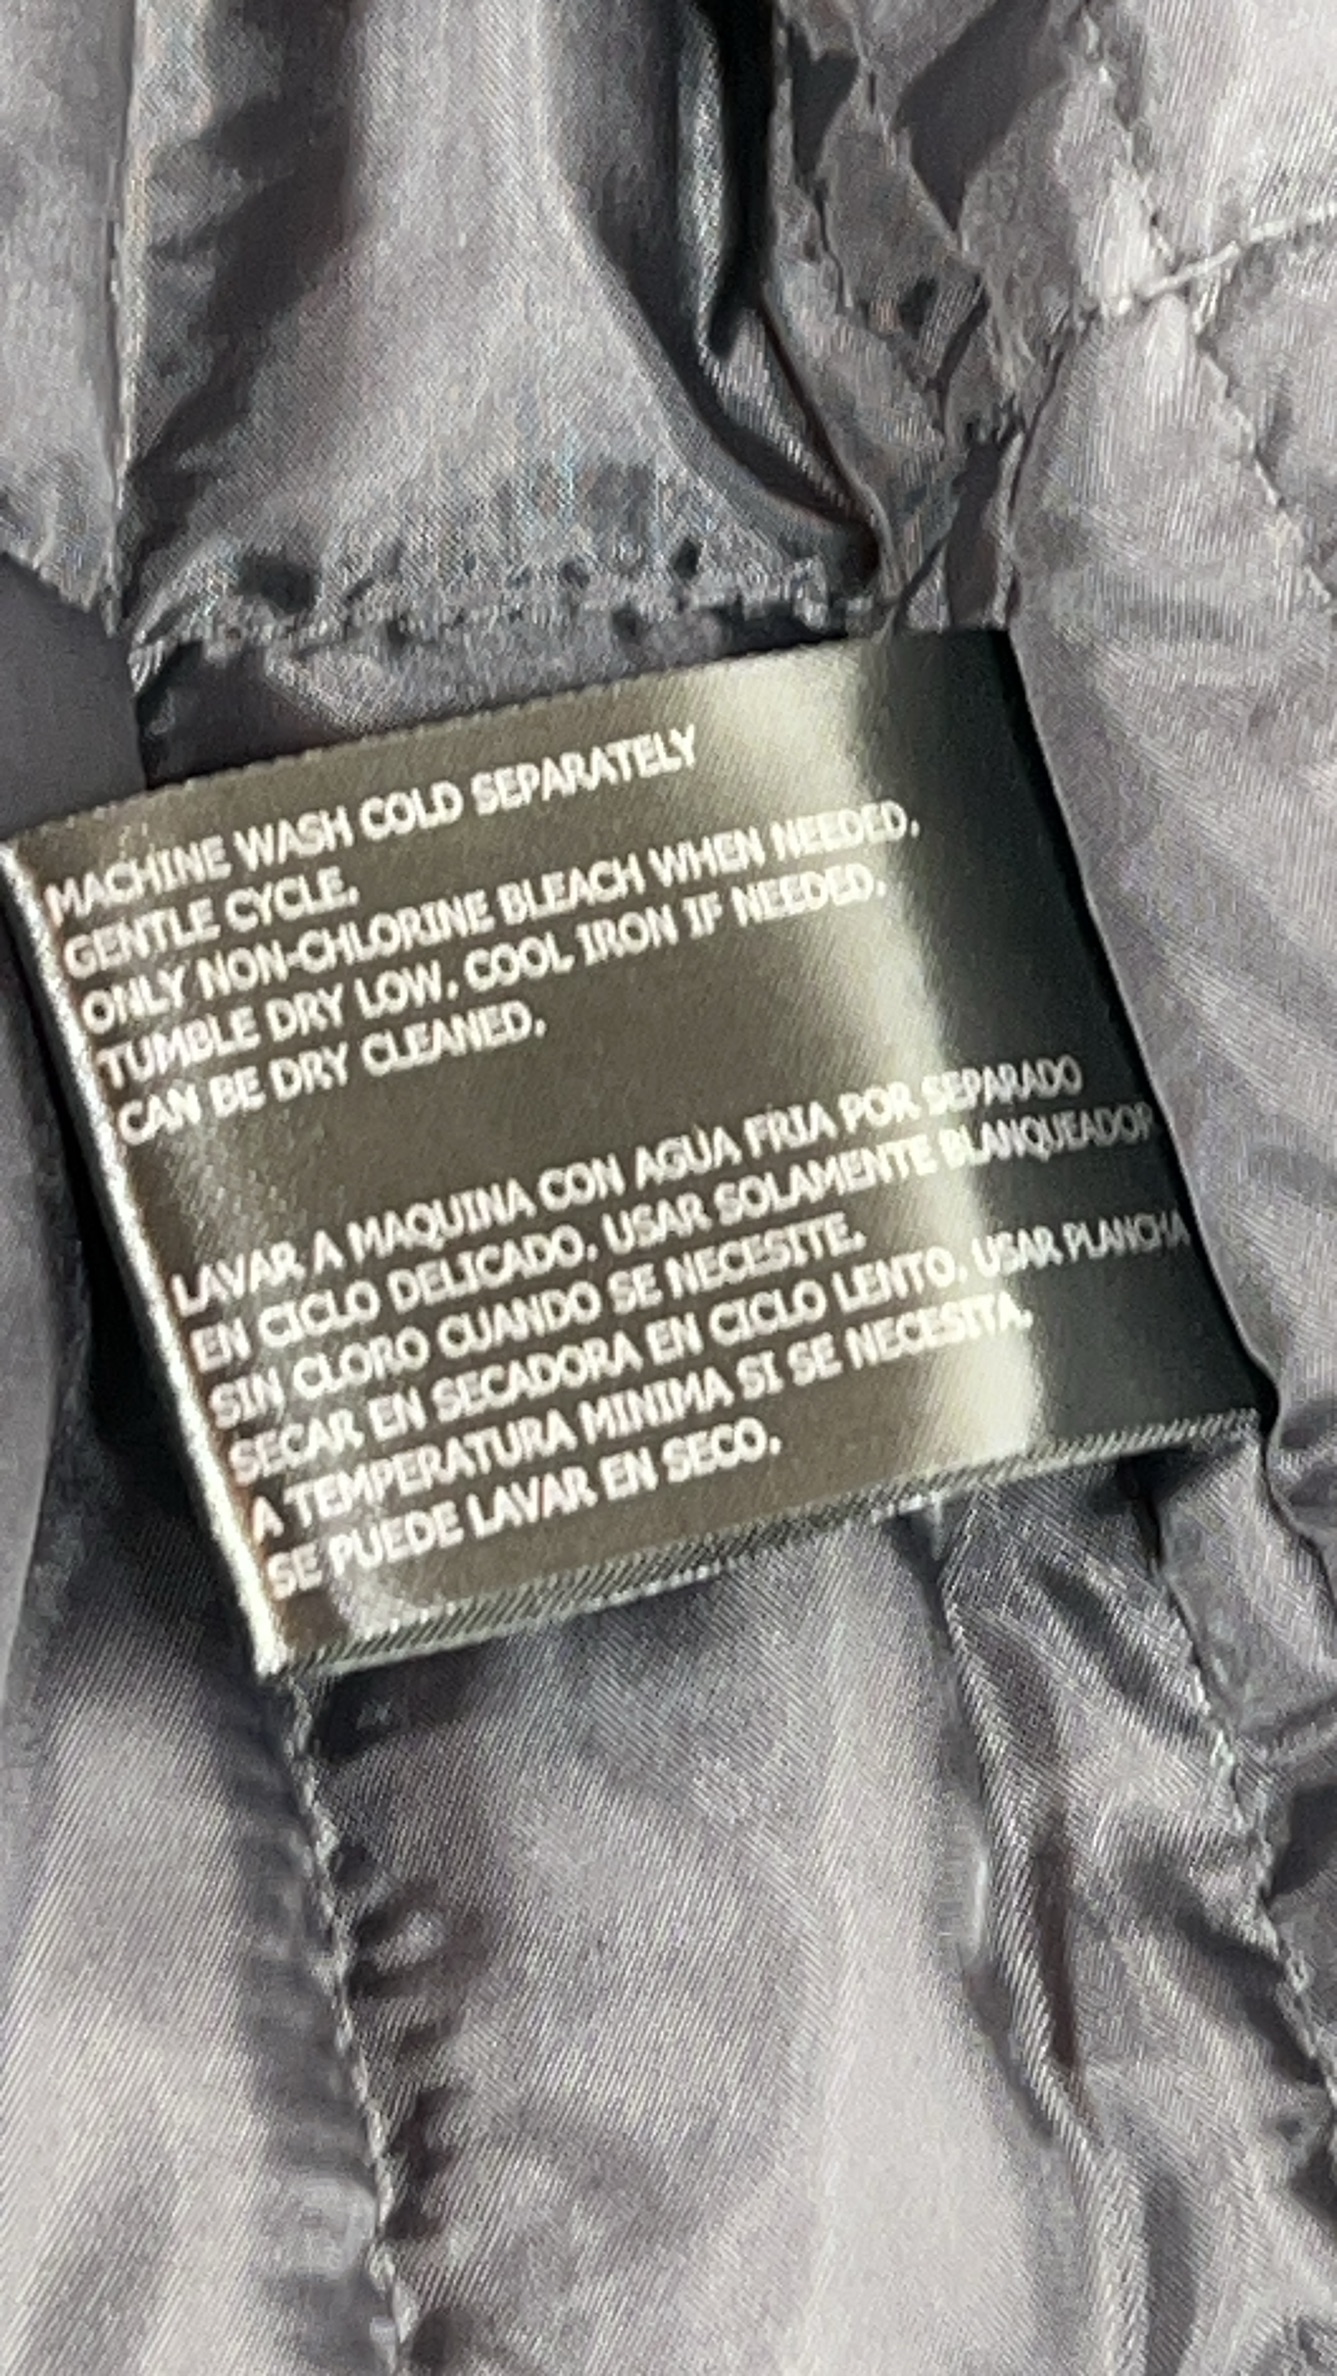 MACHINE WASH COLD SEPARATELY
GENTLE CYCLE.
ONLY NON-CHLORINE BLEACH WHEN NEEDED.
TUMBLE DRY LOW. COOL IRON IF NEEDED.
CAN BE DRY CLEANED.
LAVAR A MAQUINA CON AGUA FRIA POR SEPARADO
EN CICLO DELICADO. USAR SOLAMENTE BLANQUEADOR
SIN CLORO CUANDO SE NECESITE.
SECAR EN SECADORA EN CICLO LENTO. USAR PLANCHA
A TEMPERATURA MINIMA SI SE NECESITA.
SE PUEDE LAVAR EN SECO.